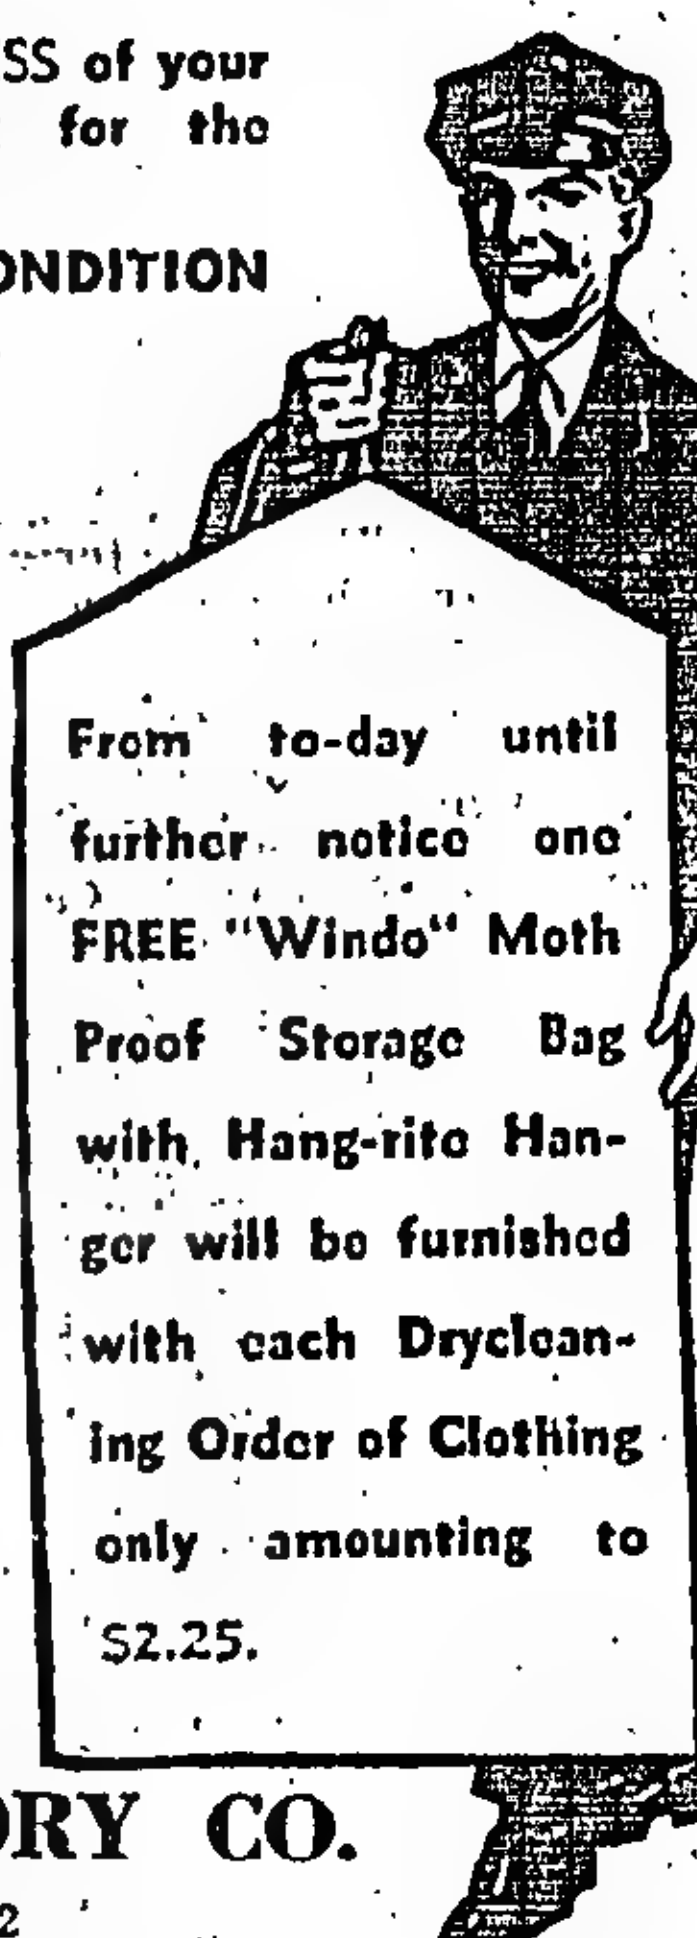 SS of your
for the
ONDITION
From to-day until
further notice one
FREE "Windo" Moth
Proof Storage Bag
with Hang-rite Han-
ger will be furnished
with each Dryclean-
ing Order of Clothing
only amounting to
$2.25.
ORY CO.
2